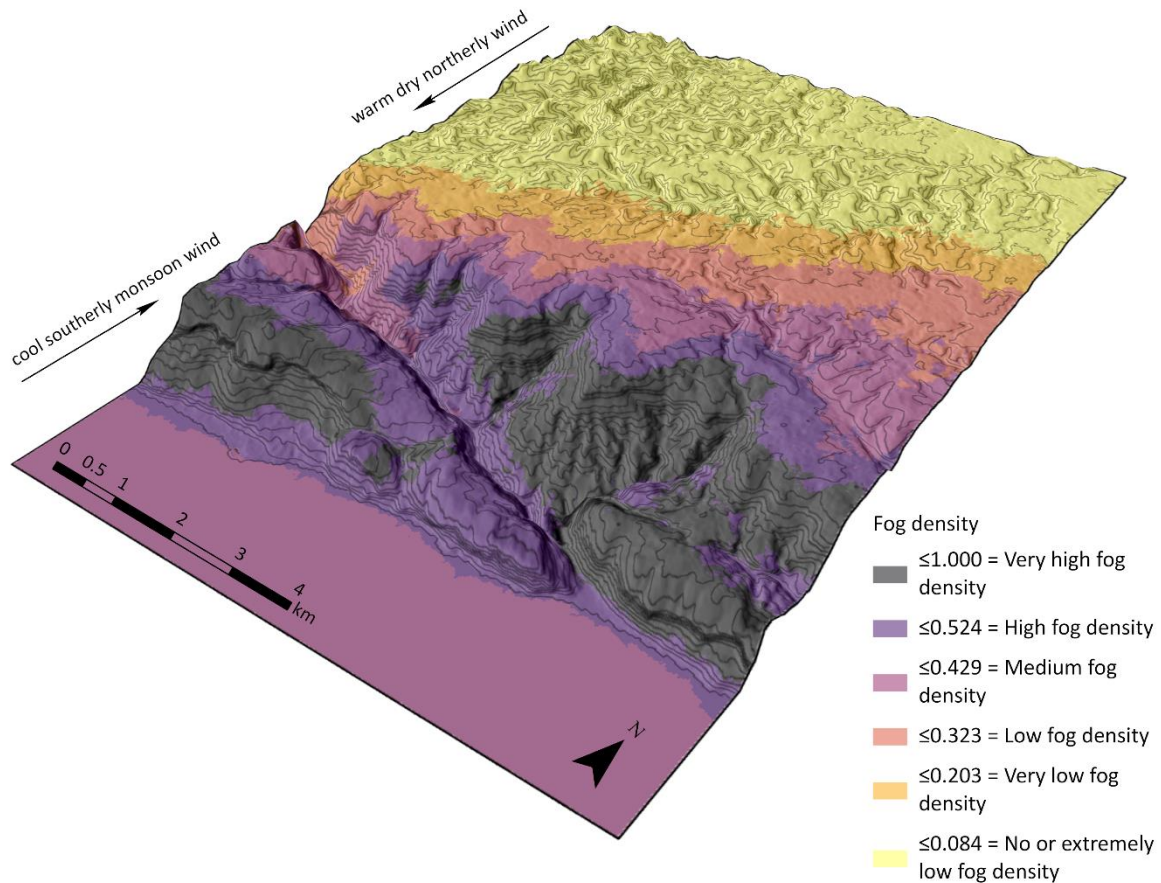 warm dry northerly wind
cool southerly monsoon wind
0
0.5
1
2
3
4
km
N
Fog density
≤1.000 = Very high fog
density
≤0.524 = High fog density
≤0.429 = Medium fog
density
≤0.323 = Low fog density
≤0.203 = Very low fog
density
≤0.084 = No or extremely
low fog density